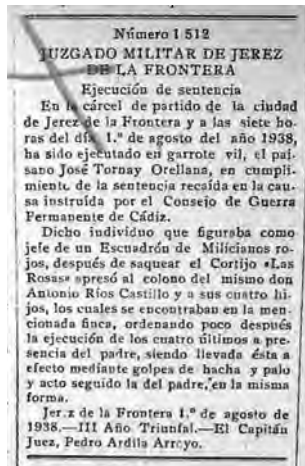 Número 1 512
JUZGADO MILITAR DE JEREZ
DE LA FRONTERA
Ejecución de sentencia
En la cárcel de partido de la ciudad
de Jerez de la Frontera y a las siete ho-
ras del día 1.º de agosto del año 1938,
ha sido ejecutado en garrote vil, el pai-
sano José Tornay Orellana, en cumpli-
miento de la sentencia recaída en la cau-
sa instruída por el Consejo de Guerra
Permanente de Cádiz.
Dicho individuo que figuraba como
jefe de un Escuadrón de Milicianos ro-
jos, después de saquear el Cortijo «Las
Rosas» apresó al colono del mismo don
Antonio Ríos Castillo y a sus cuatro hi-
jos, los cuales se encontraban en la men-
cionada finca, ordenando poco después
la ejecución de los cuatro últimos a pre-
sencia del padre, siendo llevada ésta a
efecto mediante golpes de hacha y palo
y acto seguido la del padre, en la misma
forma.
Jerez de la Frontera 1.º de agosto de
1938.—III Año Triunfal.—El Capitán
Juez, Pedro Ardila Arroyo.